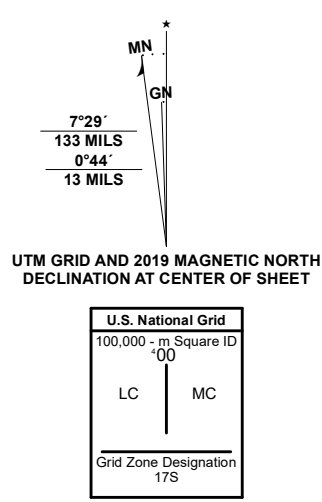 ★
MN
GN
7°29´
133 MILS
0°44´
13 MILS
UTM GRID AND 2019 MAGNETIC NORTH
DECLINATION AT CENTER OF SHEET
U.S. National Grid
100,000 - m Square ID
⁴00
LC MC
Grid Zone Designation
17S